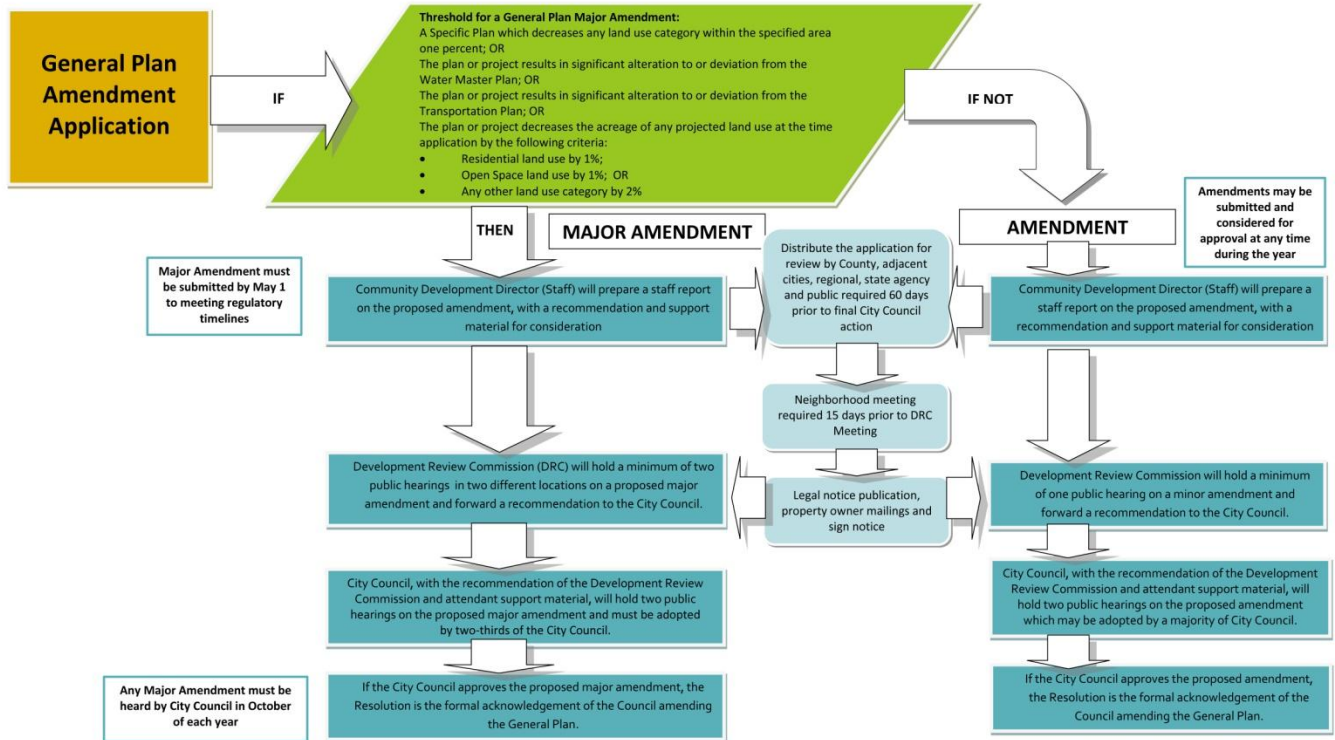 General Plan
Amendment
Application
IF
Threshold for a General Plan Major Amendment:
A Specific Plan which decreases any land use category within the specified area
one percent; OR
The plan or project results in significant alteration to or deviation from the
Water Master Plan; OR
The plan or project results in significant alteration to or deviation from the
Transportation Plan; OR
The plan or project decreases the acreage of any projected land use at the time
application by the following criteria:
• Residential land use by 1%;
• Open Space land use by 1%; OR
• Any other land use category by 2%
IF NOT
THEN
MAJOR AMENDMENT
AMENDMENT
Amendments may be
submitted and
considered for
approval at any time
during the year
Major Amendment must
be submitted by May 1
to meeting regulatory
timelines
Community Development Director (Staff) will prepare a staff report
on the proposed amendment, with a recommendation and support
material for consideration
Distribute the application for
review by County, adjacent
cities, regional, state agency
and public required 60 days
prior to final City Council
action
Community Development Director (Staff) will prepare a
staff report on the proposed amendment, with a
recommendation and support material for consideration
Neighborhood meeting
required 15 days prior to DRC
Meeting
Development Review Commission (DRC) will hold a minimum of two
public hearings in two different locations on a proposed major
amendment and forward a recommendation to the City Council.
Legal notice publication,
property owner mailings and
sign notice
Development Review Commission will hold a minimum
of one public hearing on a minor amendment and
forward a recommendation to the City Council.
City Council, with the recommendation of the Development Review
Commission and attendant support material, will hold two public
hearings on the proposed major amendment and must be adopted
by two-thirds of the City Council.
City Council, with the recommendation of the Development
Review Commission and attendant support material, will
hold two public hearings on the proposed amendment
which may be adopted by a majority of City Council.
Any Major Amendment must be
heard by City Council in October
of each year
If the City Council approves the proposed major amendment, the
Resolution is the formal acknowledgement of the Council amending
the General Plan.
If the City Council approves the proposed amendment,
the Resolution is the formal acknowledgement of the
Council amending the General Plan.